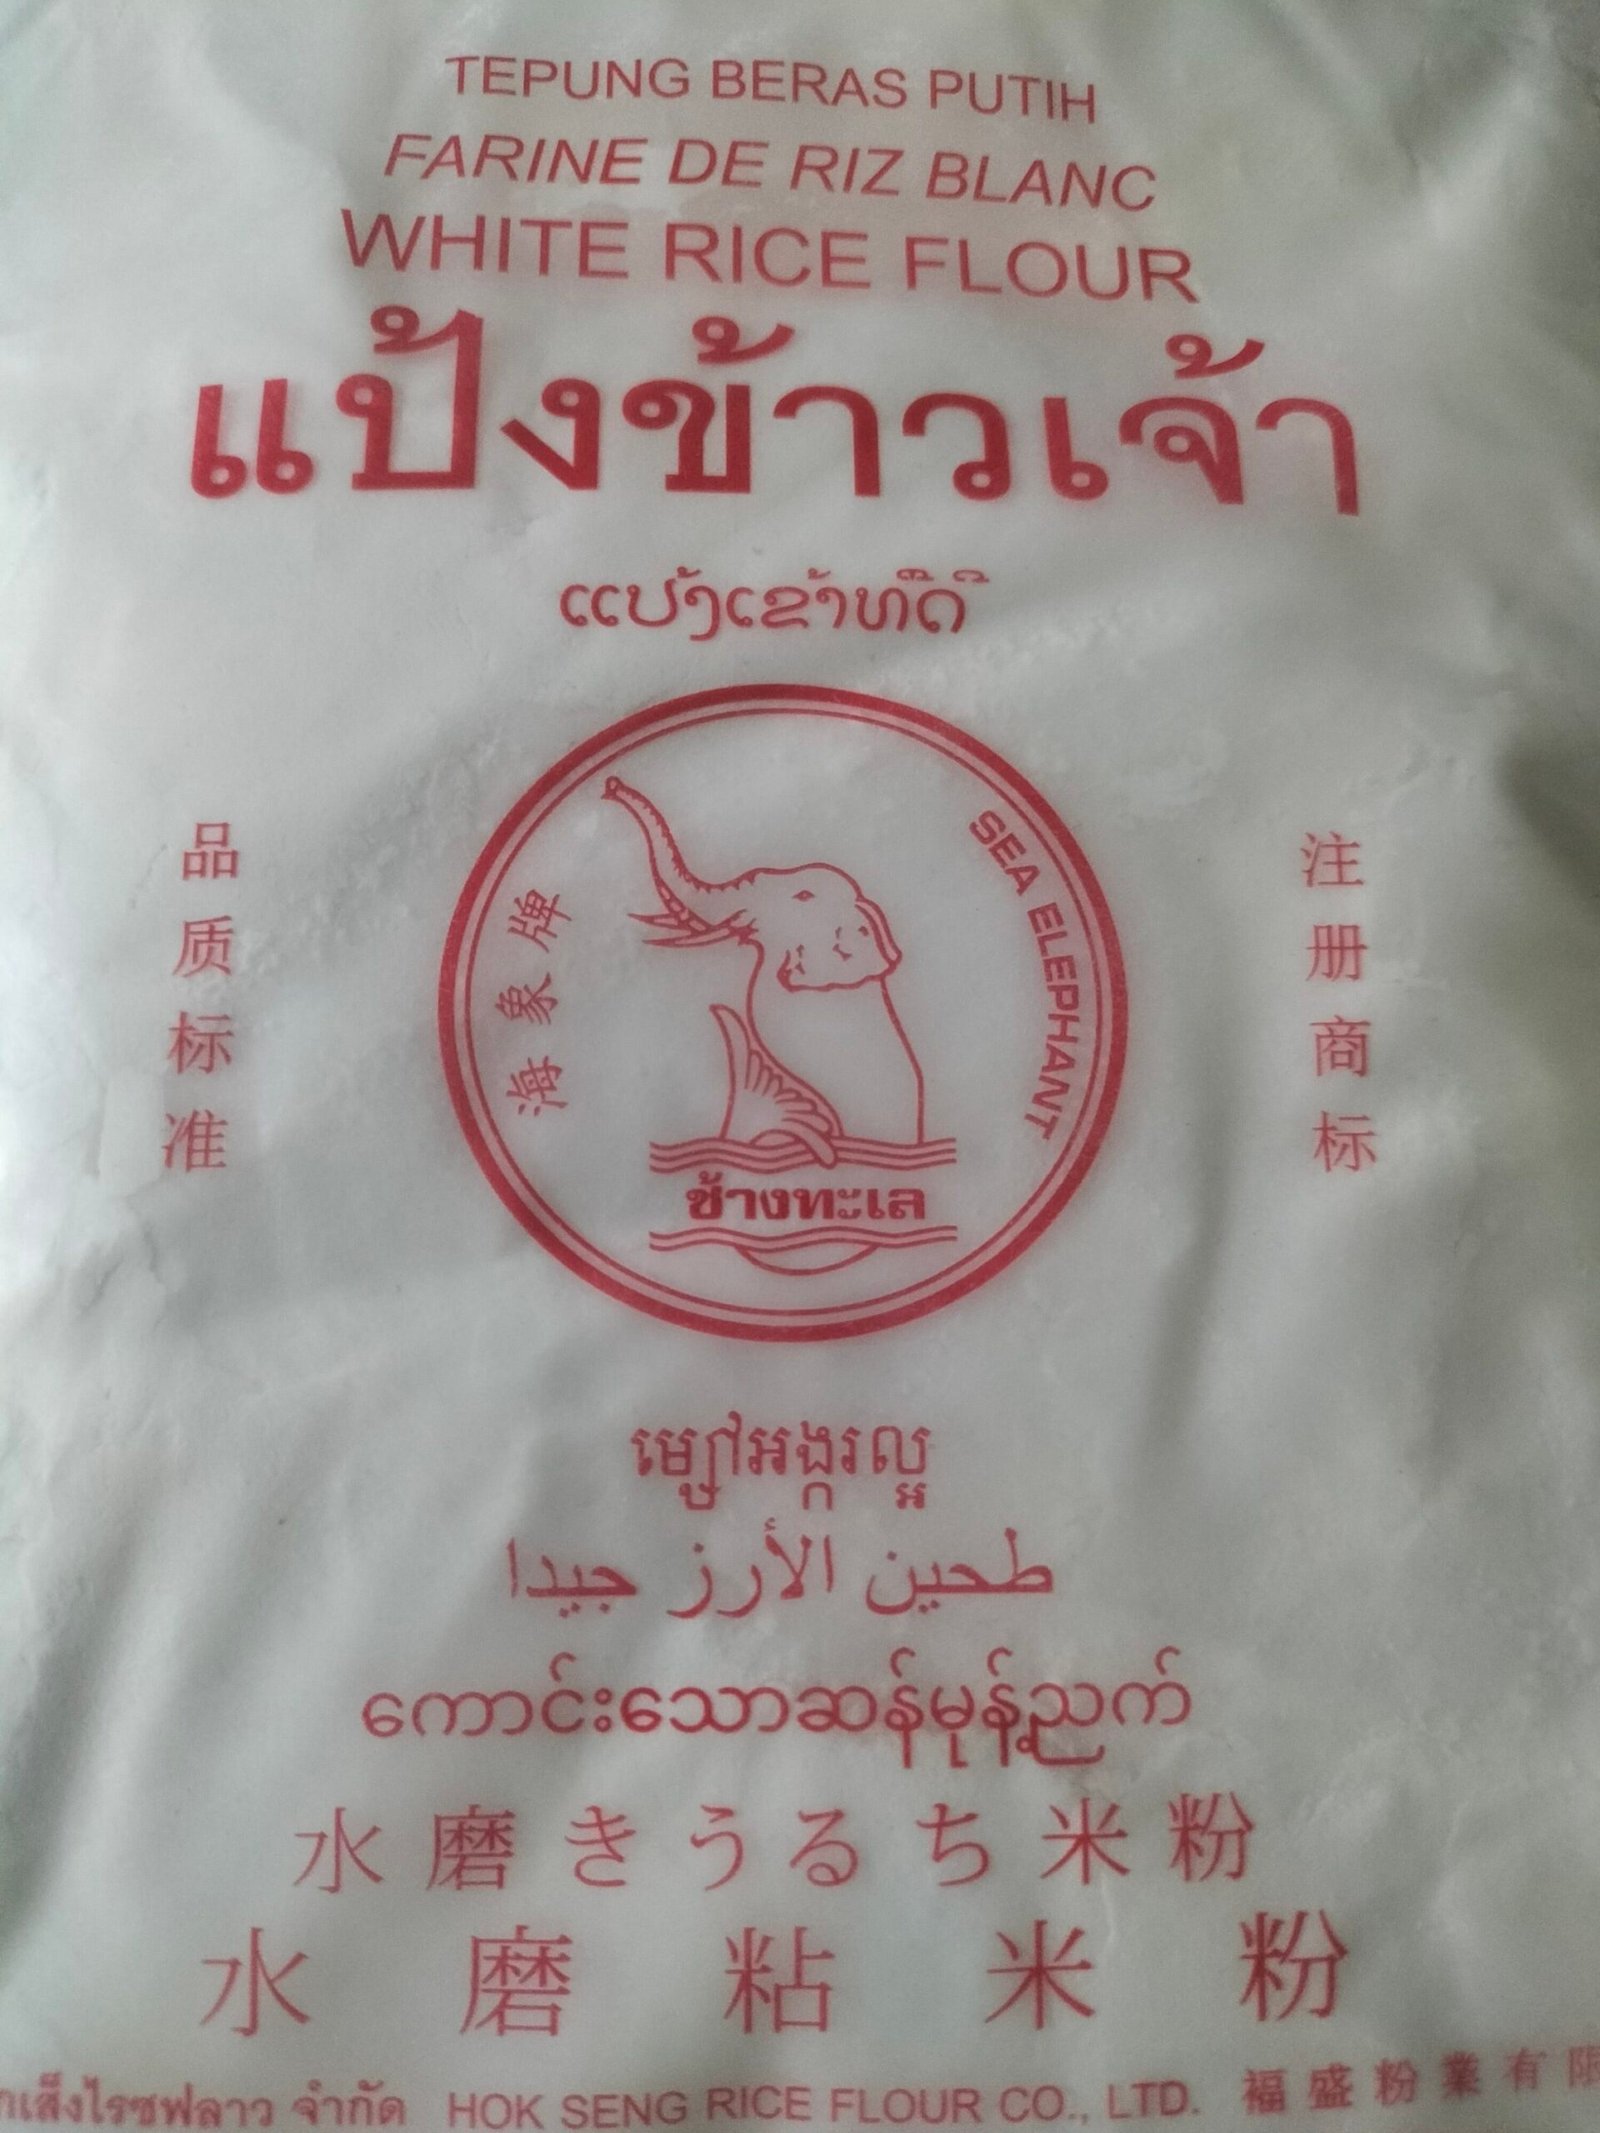 TEPUNG BERAS PUTIH
FARINE DE RIZ BLANC
WHITE RICE FLOUR
แป้งข้าวเจ้า
ແປ້ງເຂົ້າທີ່ດີ
品质标准
海象牌
SEA ELEPHANT
ช้างทะเล
注册商标
ម្សៅអង្ករល្អ
طحين الأرز جيدا
ကောင်းသောဆန်မုန့်ညက်
水磨きうるち米粉
水磨粘米粉
เส็งไรซฟลาว จำกัด HOK SENG RICE FLOUR CO., LTD. 福盛粉業有限